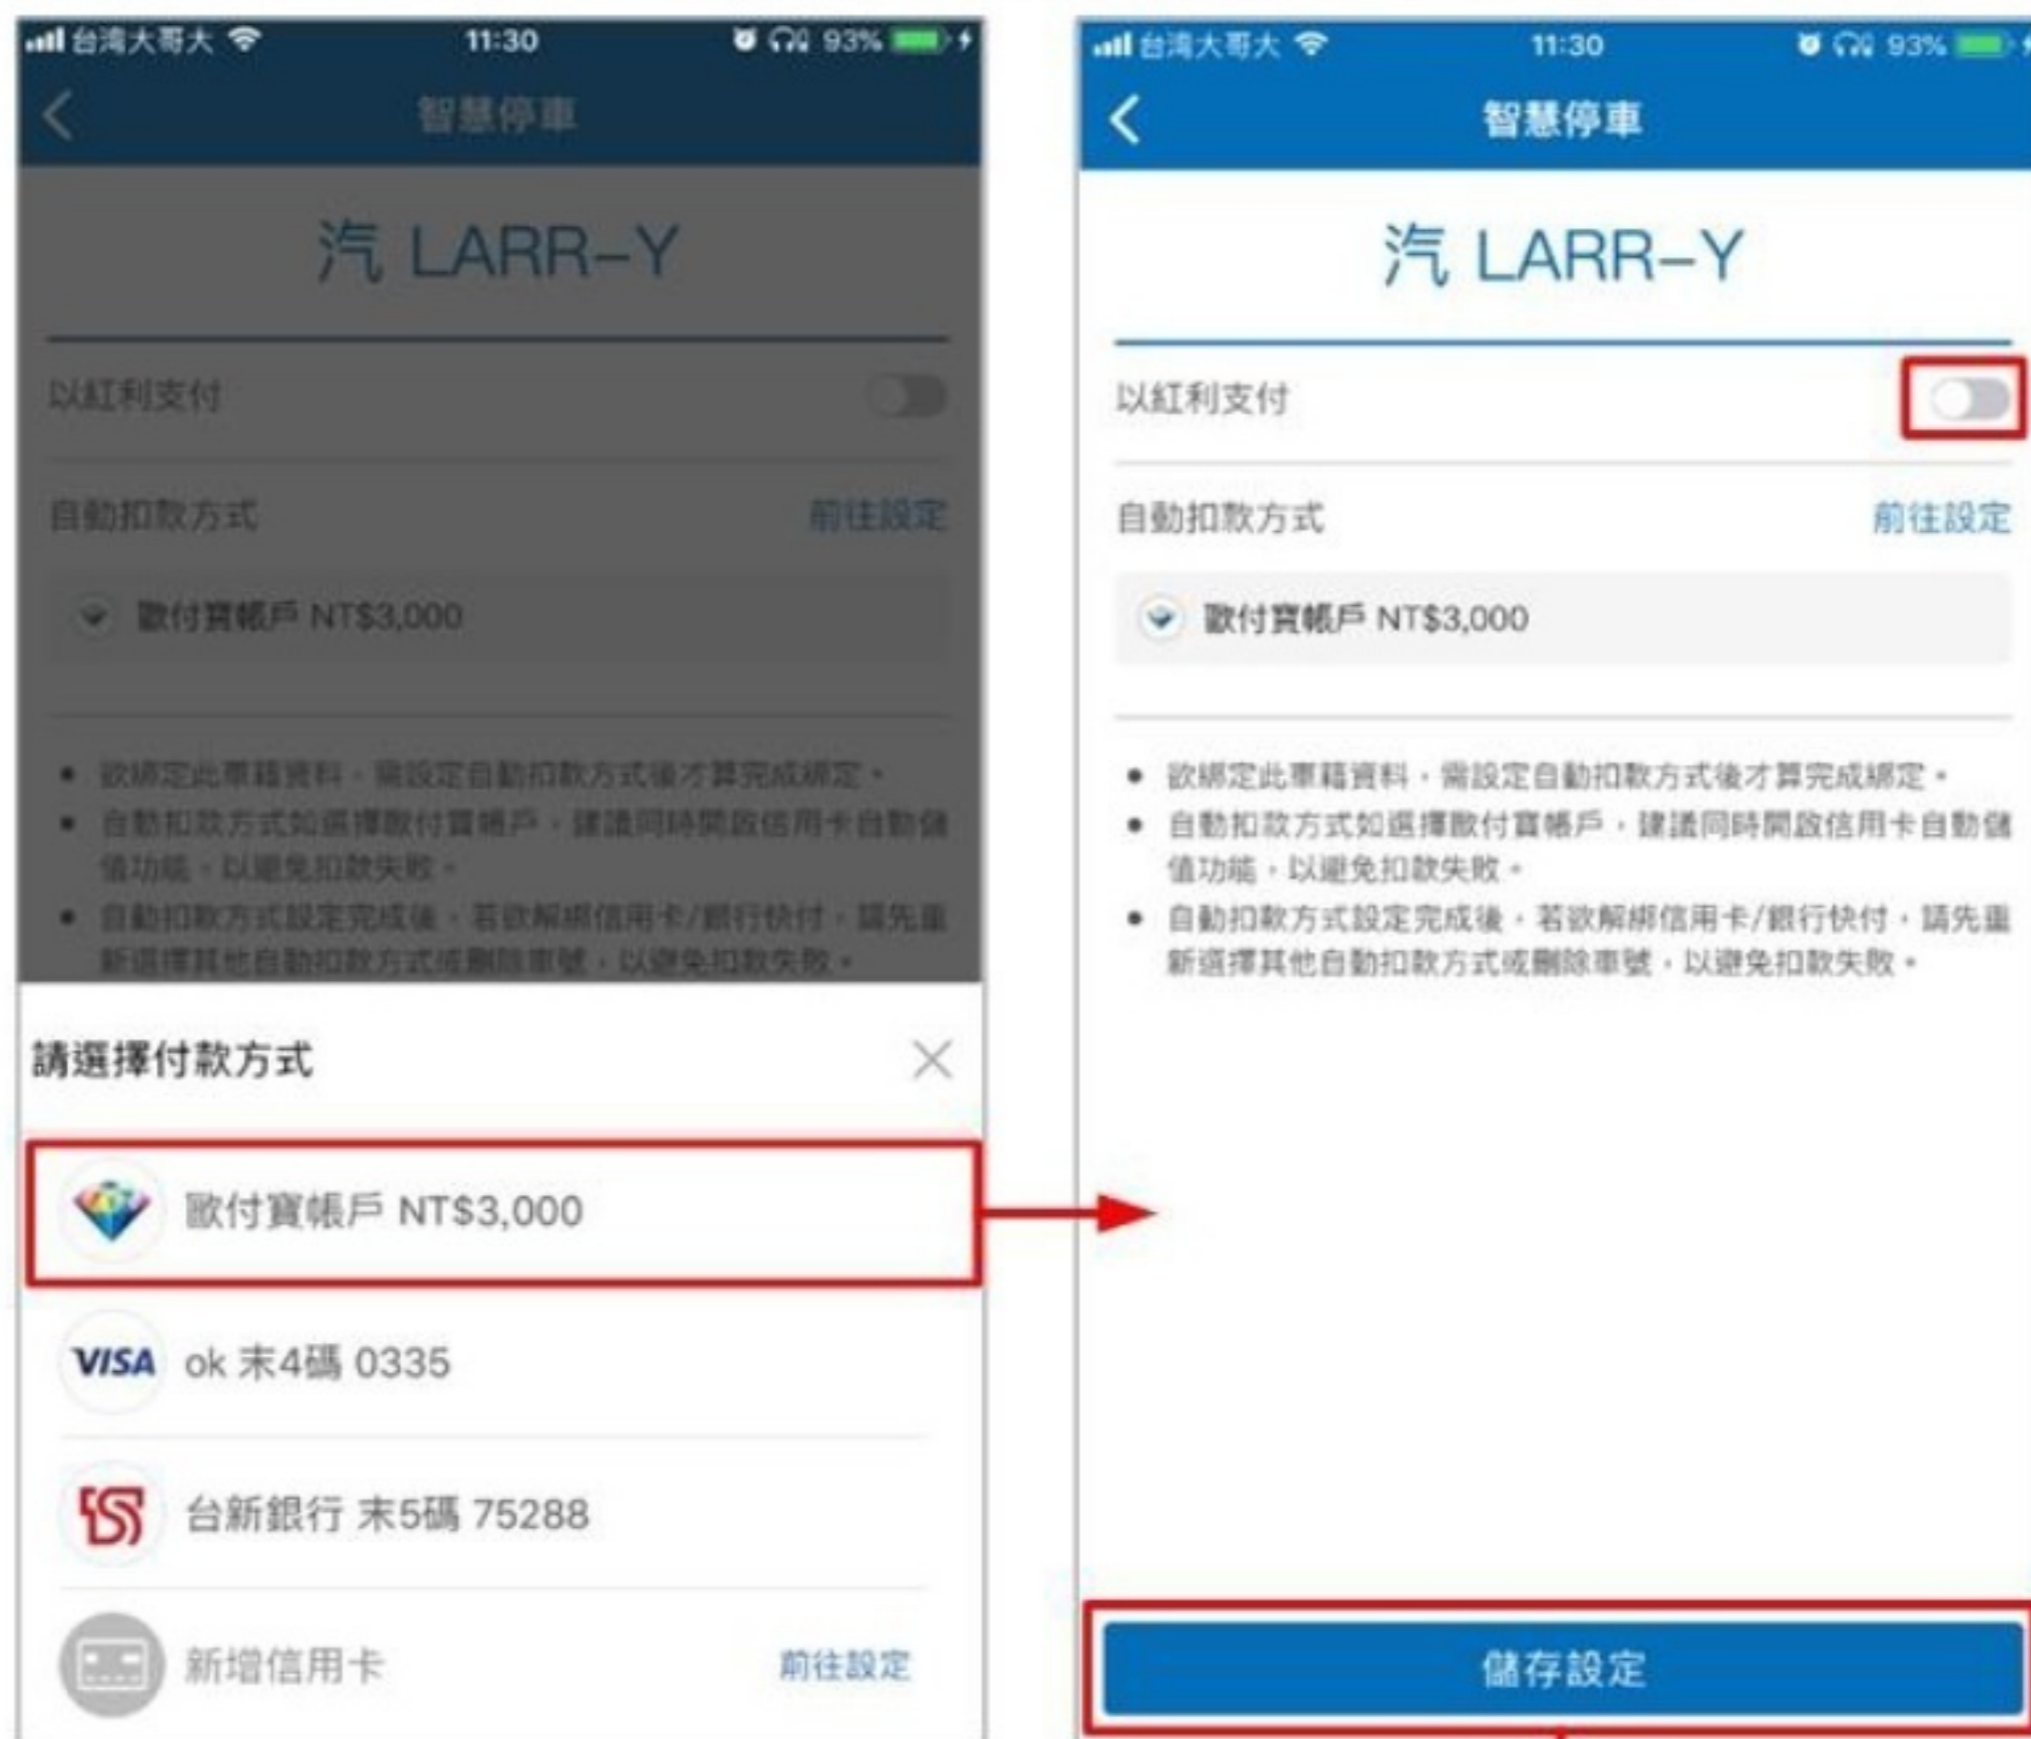 台湾大哥大 11:30 93%
智慧停車
汽 LARR-Y
以紅利支付
自動扣款方式 前往設定
歐付寶帳戶 NT$3,000
欲綁定此車籍資料，需設定自動扣款方式後才算完成綁定。
自動扣款方式如選擇歐付寶帳戶，建議同時開啟信用卡自動儲
值功能，以避免扣款失敗。
自動扣款方式設定完成後，若欲解綁信用卡/銀行快付，請先重
新選擇其他自動扣款方式或刪除車號，以避免扣款失敗。
請選擇付款方式
歐付寶帳戶 NT$3,000
VISA ok 末4碼 0335
台新銀行 末5碼 75288
新增信用卡 前往設定
台湾大哥大 11:30 93%
智慧停車
汽 LARR-Y
以紅利支付
自動扣款方式 前往設定
歐付寶帳戶 NT$3,000
欲綁定此車籍資料，需設定自動扣款方式後才算完成綁定。
自動扣款方式如選擇歐付寶帳戶，建議同時開啟信用卡自動儲
值功能，以避免扣款失敗。
自動扣款方式設定完成後，若欲解綁信用卡/銀行快付，請先重
新選擇其他自動扣款方式或刪除車號，以避免扣款失敗。
儲存設定